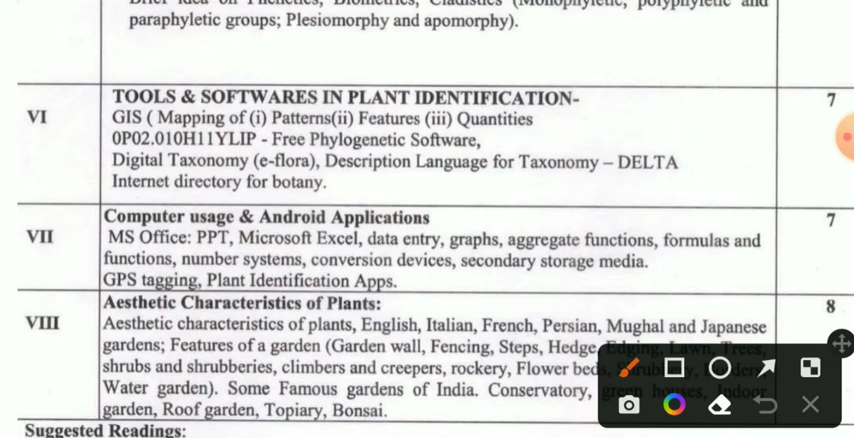 paraphyletic groups; Plesiomorphy and apomorphy).
TOOLS & SOFTWARES IN PLANT IDENTIFICATION-
7
VI
GIS ( Mapping of (i) Patterns(ii) Features (iii) Quantities
0P02.010H11YLIP - Free Phylogenetic Software,
Digital Taxonomy (e-flora), Description Language for Taxonomy – DELTA
Internet directory for botany.
Computer usage & Android Applications
7
VII
MS Office: PPT, Microsoft Excel, data entry, graphs, aggregate functions, formulas and
functions, number systems, conversion devices, secondary storage media.
GPS tagging, Plant Identification Apps.
Aesthetic Characteristics of Plants:
8
VIII
Aesthetic characteristics of plants, English, Italian, French, Persian, Mughal and Japanese
gardens; Features of a garden (Garden wall, Fencing, Steps, Hedge, Edging, Lawn, Trees,
shrubs and shrubberies, climbers and creepers, rockery, Flower beds,
Water garden). Some Famous gardens of India. Conservatory, green houses, Indoor
garden, Roof garden, Topiary, Bonsai.
Suggested Readings: